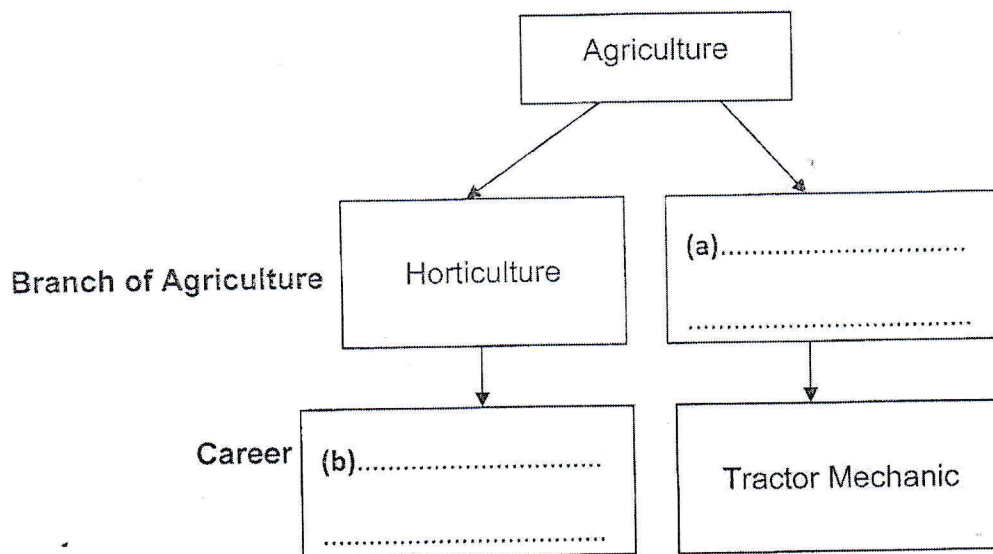 Agriculture
Branch of Agriculture
Horticulture
(a)................................
.....................................
Career
(b)................................
.....................................
Tractor Mechanic